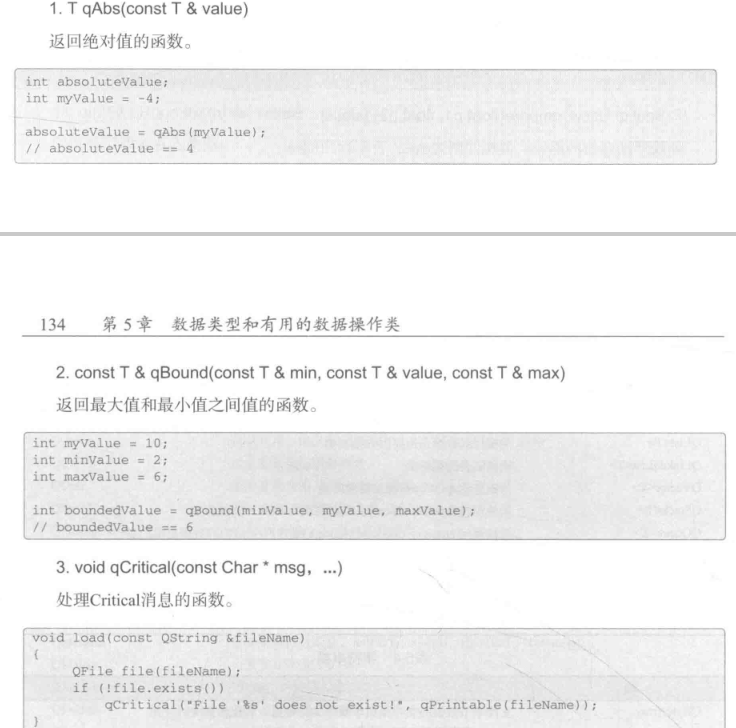 1. T qAbs(const T & value)
返回绝对值的函数。
int absoluteValue;
int myValue = -4;
absoluteValue = qAbs(myValue);
// absoluteValue == 4
134 第 5 章 数据类型和有用的数据操作类
2. const T & qBound(const T & min, const T & value, const T & max)
返回最大值和最小值之间值的函数。
int myValue = 10;
int minValue = 2;
int maxValue = 6;
int boundedValue = qBound(minValue, myValue, maxValue);
// boundedValue == 6
3. void qCritical(const Char * msg, ...)
处理Critical消息的函数。
void load(const QString &fileName)
{
QFile file(fileName);
if (!file.exists())
qCritical("File '%s' does not exist!", qPrintable(fileName));
}